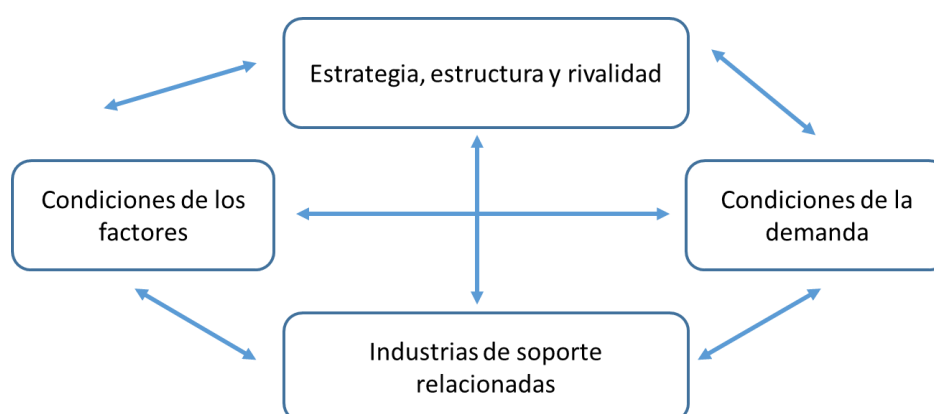 Estrategia, estructura y rivalidad
Condiciones de los
factores
Condiciones de la
demanda
Industrias de soporte
relacionadas